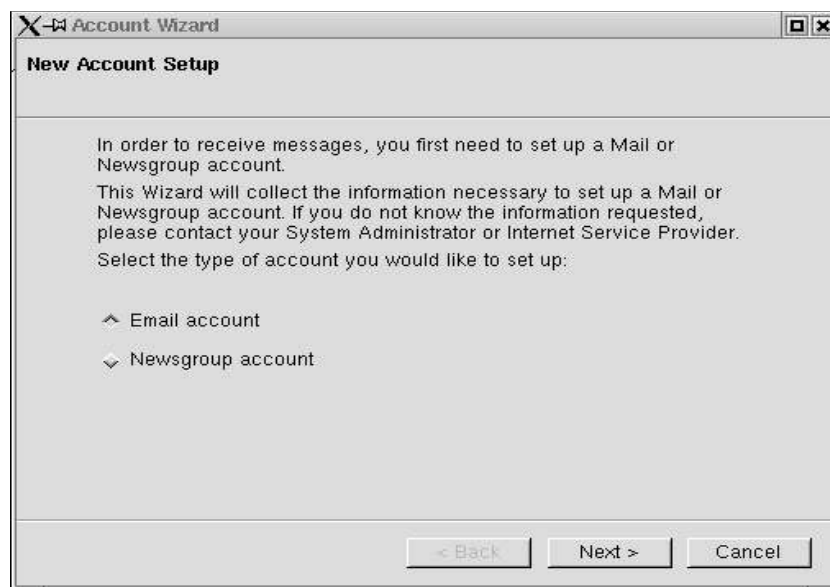 Account Wizard
New Account Setup
In order to receive messages, you first need to set up a Mail or
Newsgroup account.
This Wizard will collect the information necessary to set up a Mail or
Newsgroup account. If you do not know the information requested,
please contact your System Administrator or Internet Service Provider.
Select the type of account you would like to set up:
Email account
Newsgroup account
< Back Next > Cancel